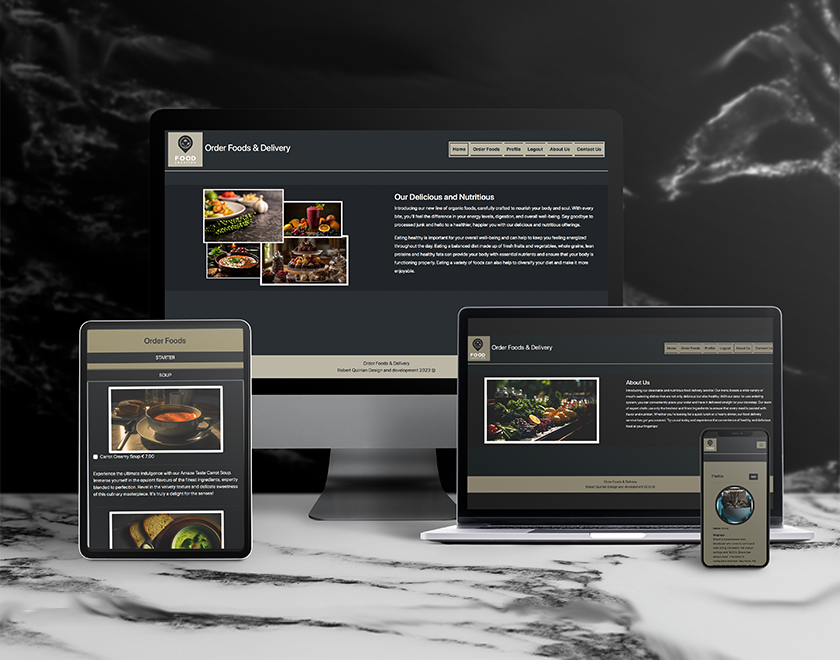 FOOD
Order Foods & Delivery
Home
Order Foods
Profile
Logout
About Us
Contact Us
Our Delicious and Nutritious
Introducing our new line of organic foods, carefully crafted to nourish your body and soul. With every
bite, you'll feel the difference in your energy levels, digestion, and overall well-being. Say goodbye to
processed junk and hello to a healthier, happier you with our delicious and nutritious offerings.
Eating healthy is important for your overall well-being and can help to keep you feeling energized
throughout the day. Eating a balanced diet made up of fresh fruits and vegetables, whole grains, lean
proteins and healthy fats can provide your body with essential nutrients and ensure that your body is
functioning properly. Eating a variety of foods can also help to diversify your diet and make it more
enjoyable.
Order Foods & Delivery
Robert Quinlan Design and development 2023 @
Order Foods
STARTER
SOUP
Carrot Creamy Soup € 7.00
Experience the ultimate indulgence with our Amaze Taste Carrot Soup.
Immerse yourself in the opulent flavours of the finest ingredients, expertly
blended to perfection. Revel in the velvety texture and delicate sweetness
of this culinary masterpiece. It's truly a delight for the senses!
FOOD
Order Foods & Delivery
Home
Order Foods
Profile
Logout
About Us
Contact Us
About Us
Order Foods & Delivery
Robert Quinlan Design and development 2023 @
Profile